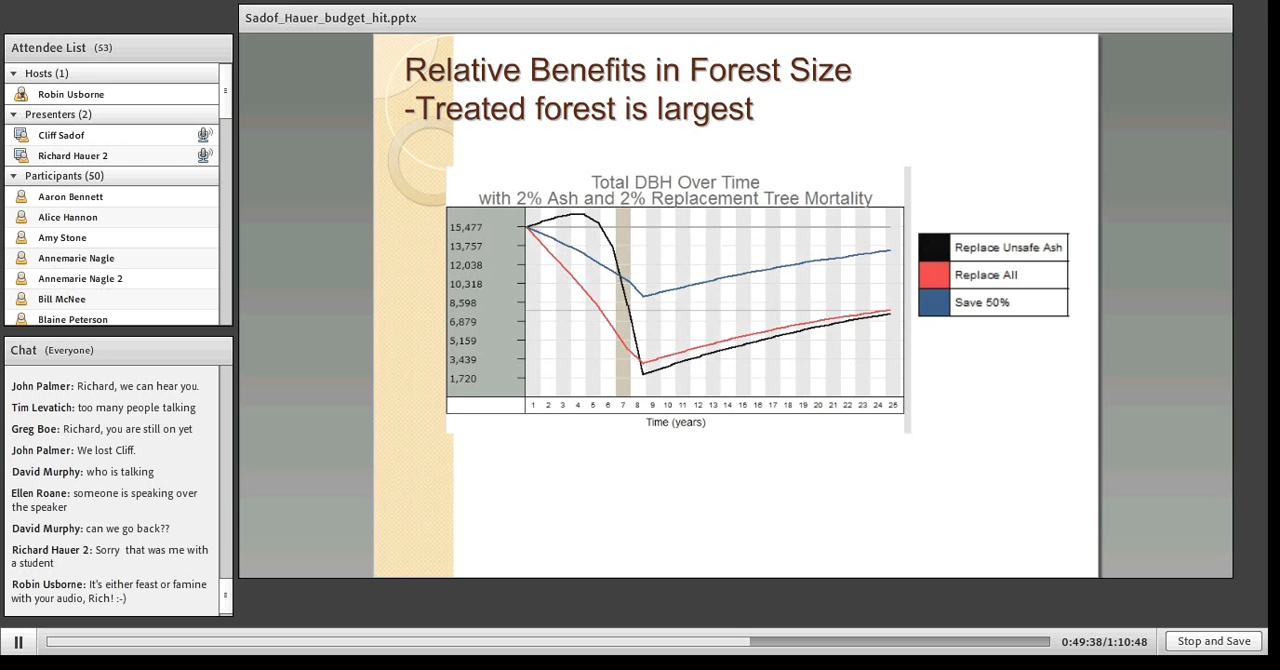 Sadof_Hauer_budget_hit.pptx
Attendee List (53)
Hosts (1)
Robin Usborne
Presenters (2)
Cliff Sadof
Richard Hauer 2
Participants (50)
Aaron Bennett
Alice Hannon
Amy Stone
Annemarie Nagle
Annemarie Nagle 2
Bill McNee
Blaine Peterson
Chat (Everyone)
John Palmer: Richard, we can hear you.
Tim Levatich: too many people talking
Greg Boe: Richard, you are still on yet
John Palmer: We lost Cliff.
David Murphy: who is talking
Ellen Roane: someone is speaking over
the speaker
David Murphy: can we go back??
Richard Hauer 2: Sorry that was me with
a student
Robin Usborne: It's either feast or famine
with your audio, Rich! :-)
Relative Benefits in Forest Size
-Treated forest is largest
Total DBH Over Time
with 2% Ash and 2% Replacement Tree Mortality
15,477
13,757
12,038
10,318
8,598
6,879
5,159
3,439
1,720
1 2 3 4 5 6 7 8 9 10 11 12 13 14 15 16 17 18 19 20 21 22 23 24 25
Time (years)
Replace Unsafe Ash
Replace All
Save 50%
0:49:38/1:10:48
Stop and Save